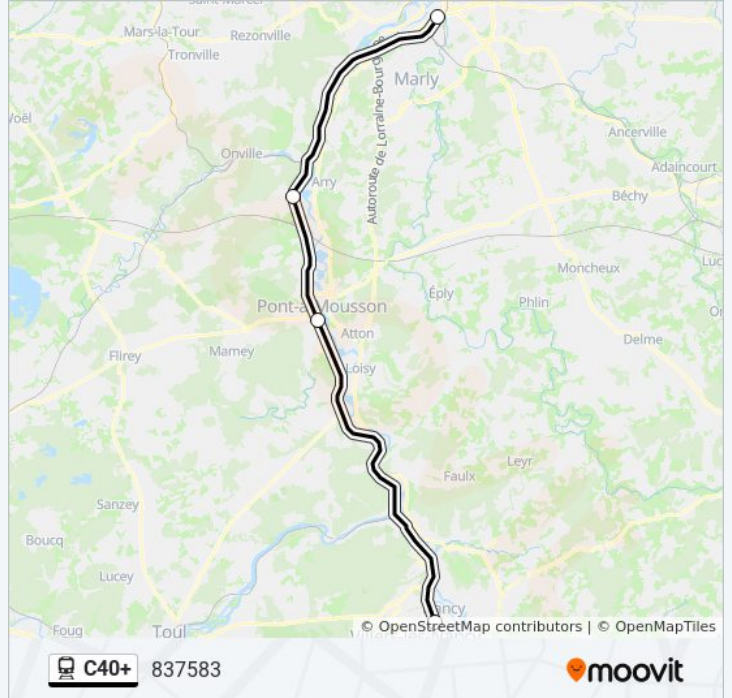 Saint-Marcel
Mars-la-Tour
Rezonville
Tronville
Marly
Autoroute de Lorraine-Bourgogne
Ancerville
Onville
Adaincourt
Arry
Béchy
Moncheux
Éply
Phlin
Pont-à-Mousson
Atton
Delme
Flirey
Mamey
Loisy
Leyr
Faulx
Sanzey
Boucq
Lucey
Foug
Toul
© OpenStreetMap contributors | © OpenMapTiles
C40+ 837583 moovit